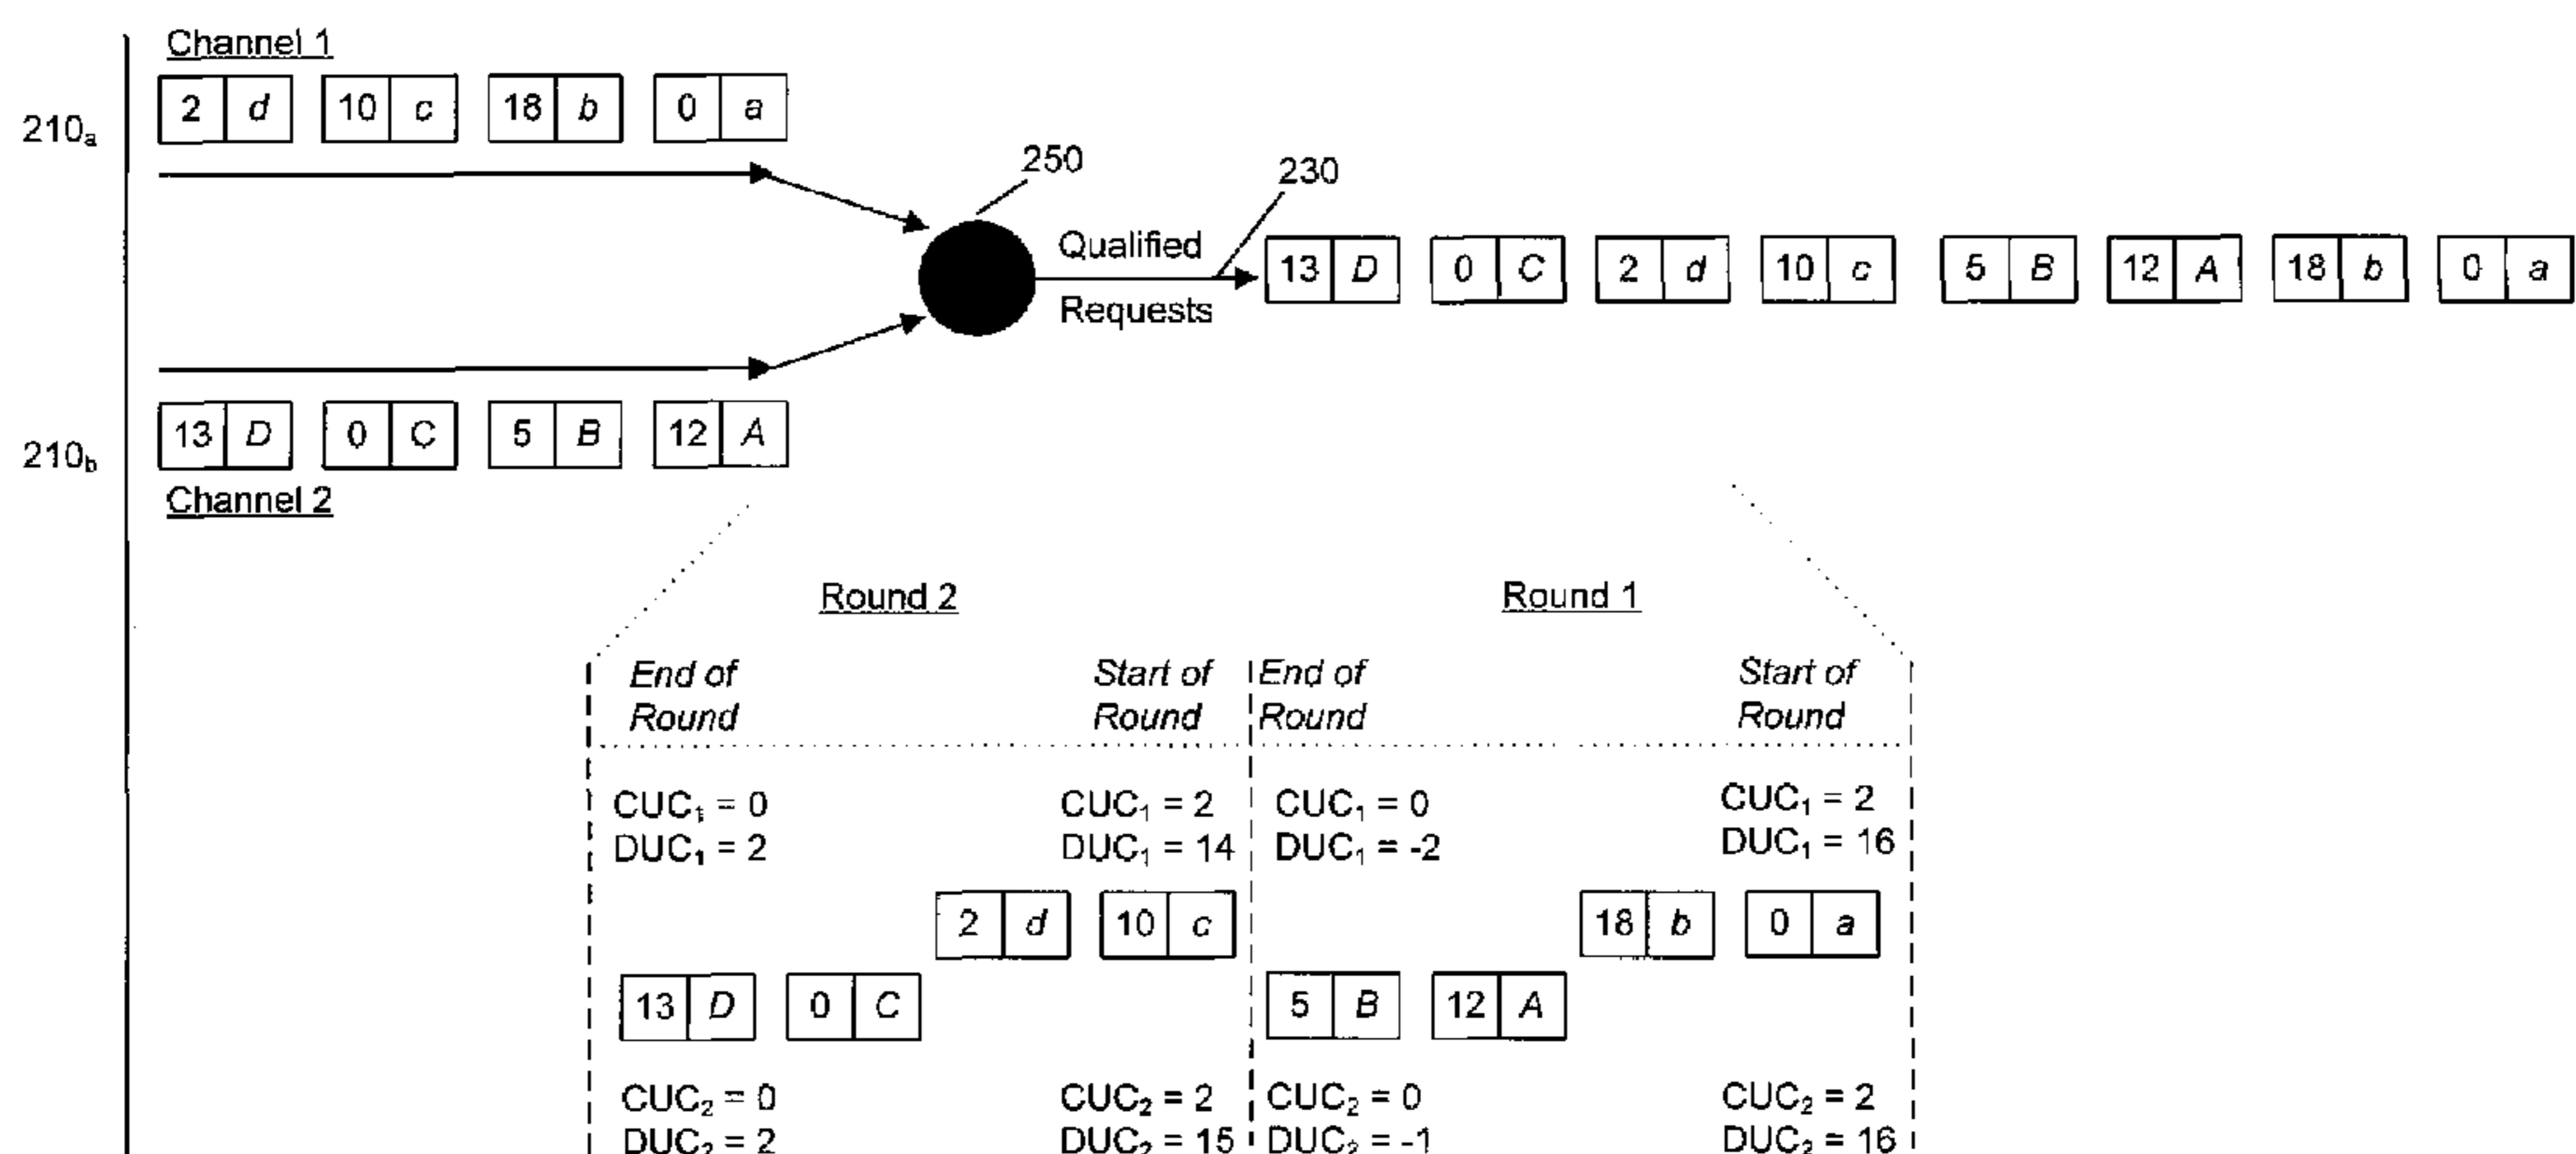 Channel 1
2 d 10 c 18 b 0 a
210a
250
230
Qualified
Requests
13 D 0 C 2 d 10 c 5 B 12 A 18 b 0 a
13 D 0 C 5 B 12 A
210b
Channel 2
Round 2 Round 1
End of Start of End of Start of
Round Round Round Round
CUC₁ = 0 CUC₁ = 2 CUC₁ = 0 CUC₁ = 2
DUC₁ = 2 DUC₁ = 14 DUC₁ = -2 DUC₁ = 16
2 d 10 c 18 b 0 a
13 D 0 C 5 B 12 A
CUC₂ = 0 CUC₂ = 2 CUC₂ = 0 CUC₂ = 2
DUC₂ = 2 DUC₂ = 15 DUC₂ = -1 DUC₂ = 16